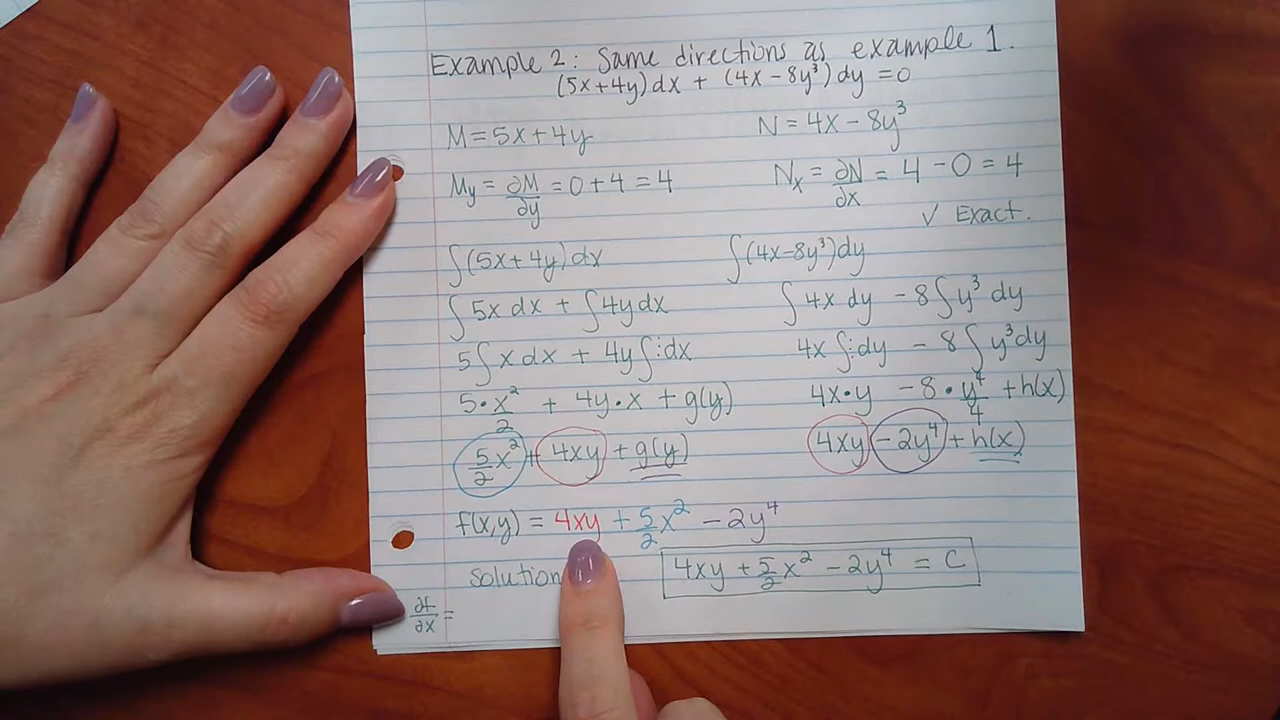 Example 2: Same directions as example 1.
(5x+4y)dx + (4x-8y³)dy = 0
M = 5x+4y N = 4x - 8y³
My = ∂M/∂y = 0+4 = 4 Nx = ∂N/∂x = 4 - 0 = 4
✓ Exact.
∫(5x+4y)dx ∫(4x-8y³)dy
∫5x dx + ∫4y dx ∫4x dy - 8∫y³ dy
5∫x dx + 4y∫1dx 4x∫1dy - 8∫y³dy
5·x²/2 + 4y·x + g(y) 4x·y - 8·y⁴/4 + h(x)
5/2x² + 4xy + g(y) 4xy - 2y⁴ + h(x)
f(x,y) = 4xy + 5/2x² - 2y⁴
Solution 4xy + 5/2x² - 2y⁴ = C
∂f/∂x =